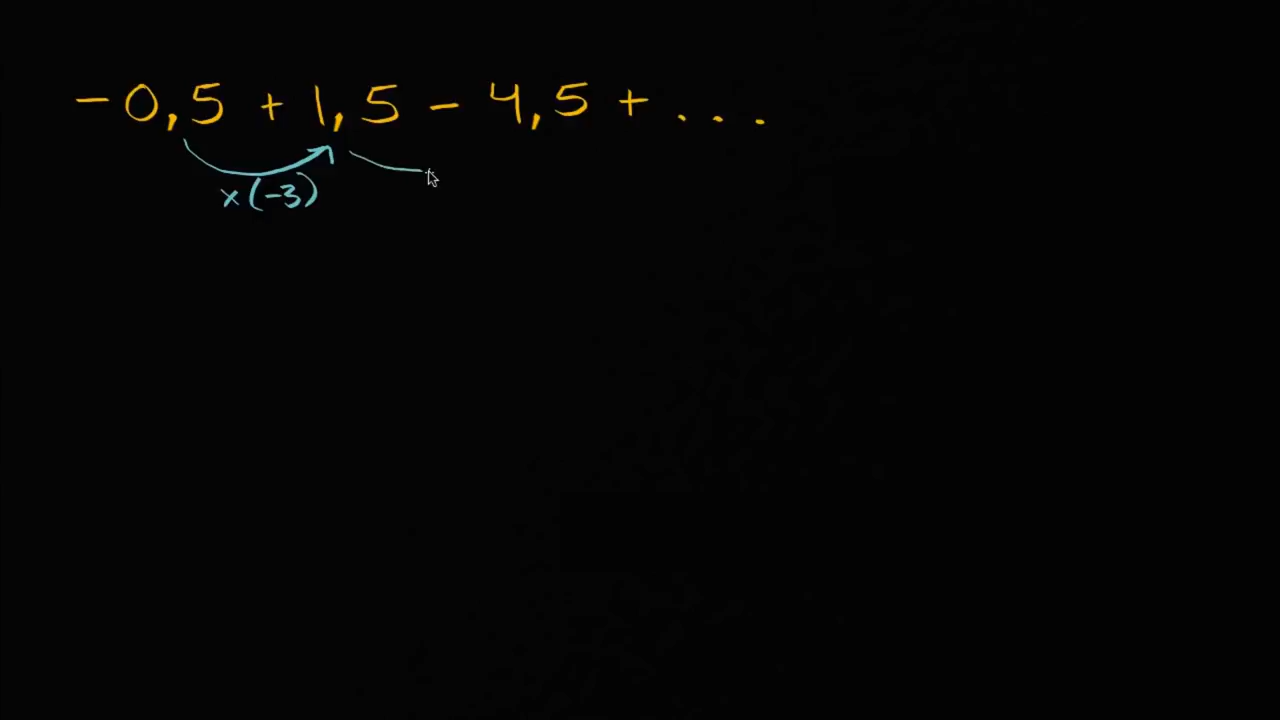 - 0,5 + 1,5 - 4,5 + ...
x(-3)